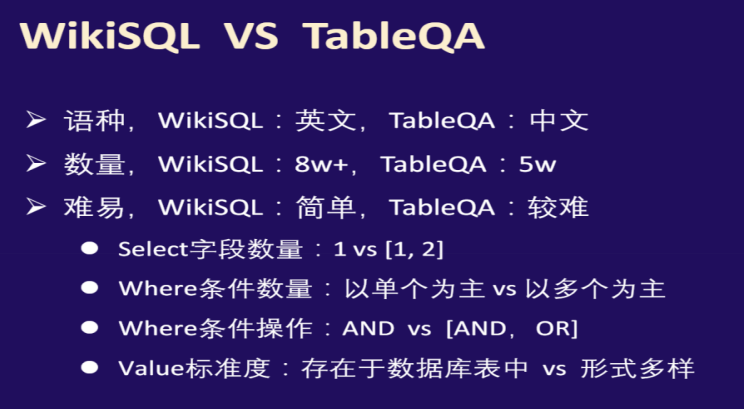 WikiSQL VS TableQA
➢ 语种，WikiSQL：英文，TableQA：中文
➢ 数量，WikiSQL：8w+，TableQA：5w
➢ 难易，WikiSQL：简单，TableQA：较难
● Select字段数量：1 vs [1, 2]
● Where条件数量：以单个为主 vs 以多个为主
● Where条件操作：AND vs [AND，OR]
● Value标准度：存在于数据库表中 vs 形式多样